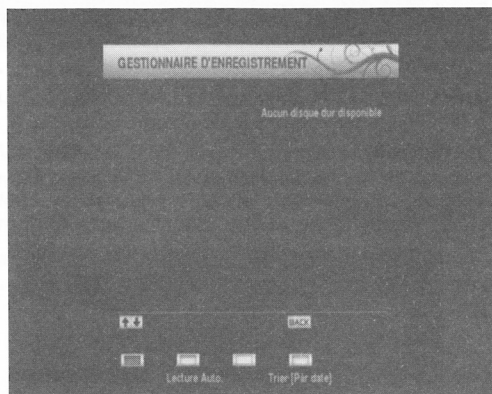 GESTIONNAIRE D'ENREGISTREMENT
Aucun disque dur disponible
BACK
Lecture Auto.
Trier [Par date]